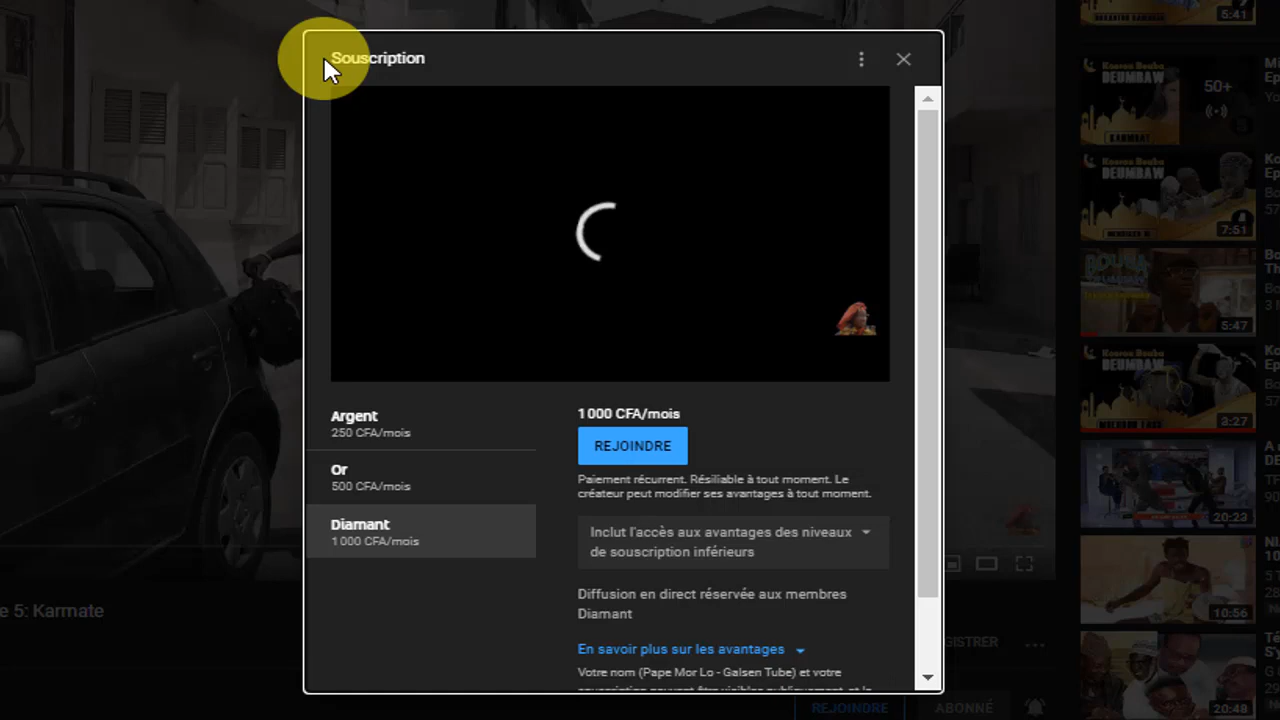 Souscription
Argent
250 CFA/mois
Or
500 CFA/mois
Diamant
1 000 CFA/mois
1 000 CFA/mois
REJOINDRE
Paiement récurrent. Résiliable à tout moment. Le
créateur peut modifier ses avantages à tout moment.
Inclut l'accès aux avantages des niveaux
de souscription inférieurs
Diffusion en direct réservée aux membres
Diamant
En savoir plus sur les avantages
Votre nom (Pape Mor Lo - Galsen Tube) et votre
e 5: Karmate
REJOINDRE
ABONNÉ
5:41
50+
DEUMBAW
KARMATE
DEUMBAW
7:51
5:47
DEUMBAW
3:27
20:23
10:56
20:48